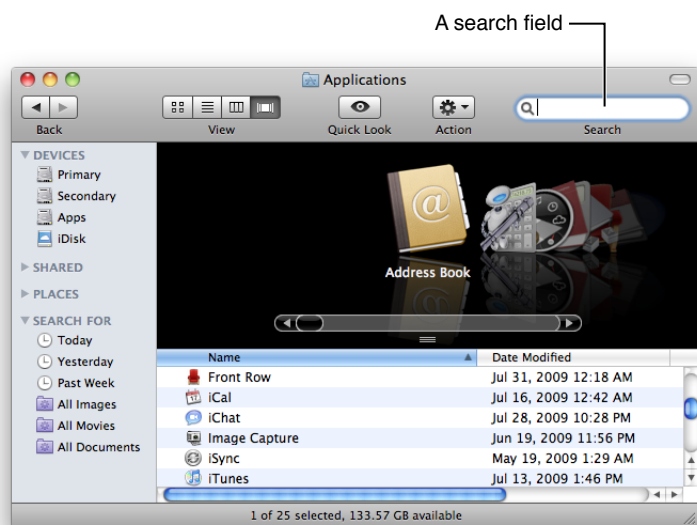 A search field
Applications
Back View Quick Look Action Search
DEVICES
Primary
Secondary
Apps
iDisk
SHARED
PLACES
SEARCH FOR
Today
Yesterday
Past Week
All Images
All Movies
All Documents
@
Address Book
Name Date Modified
Front Row Jul 31, 2009 12:18 AM
iCal Jul 16, 2009 12:42 AM
iChat Jul 28, 2009 10:28 PM
Image Capture Jun 19, 2009 11:56 PM
iSync May 19, 2009 1:29 AM
iTunes Jul 13, 2009 1:46 PM
1 of 25 selected, 133.57 GB available